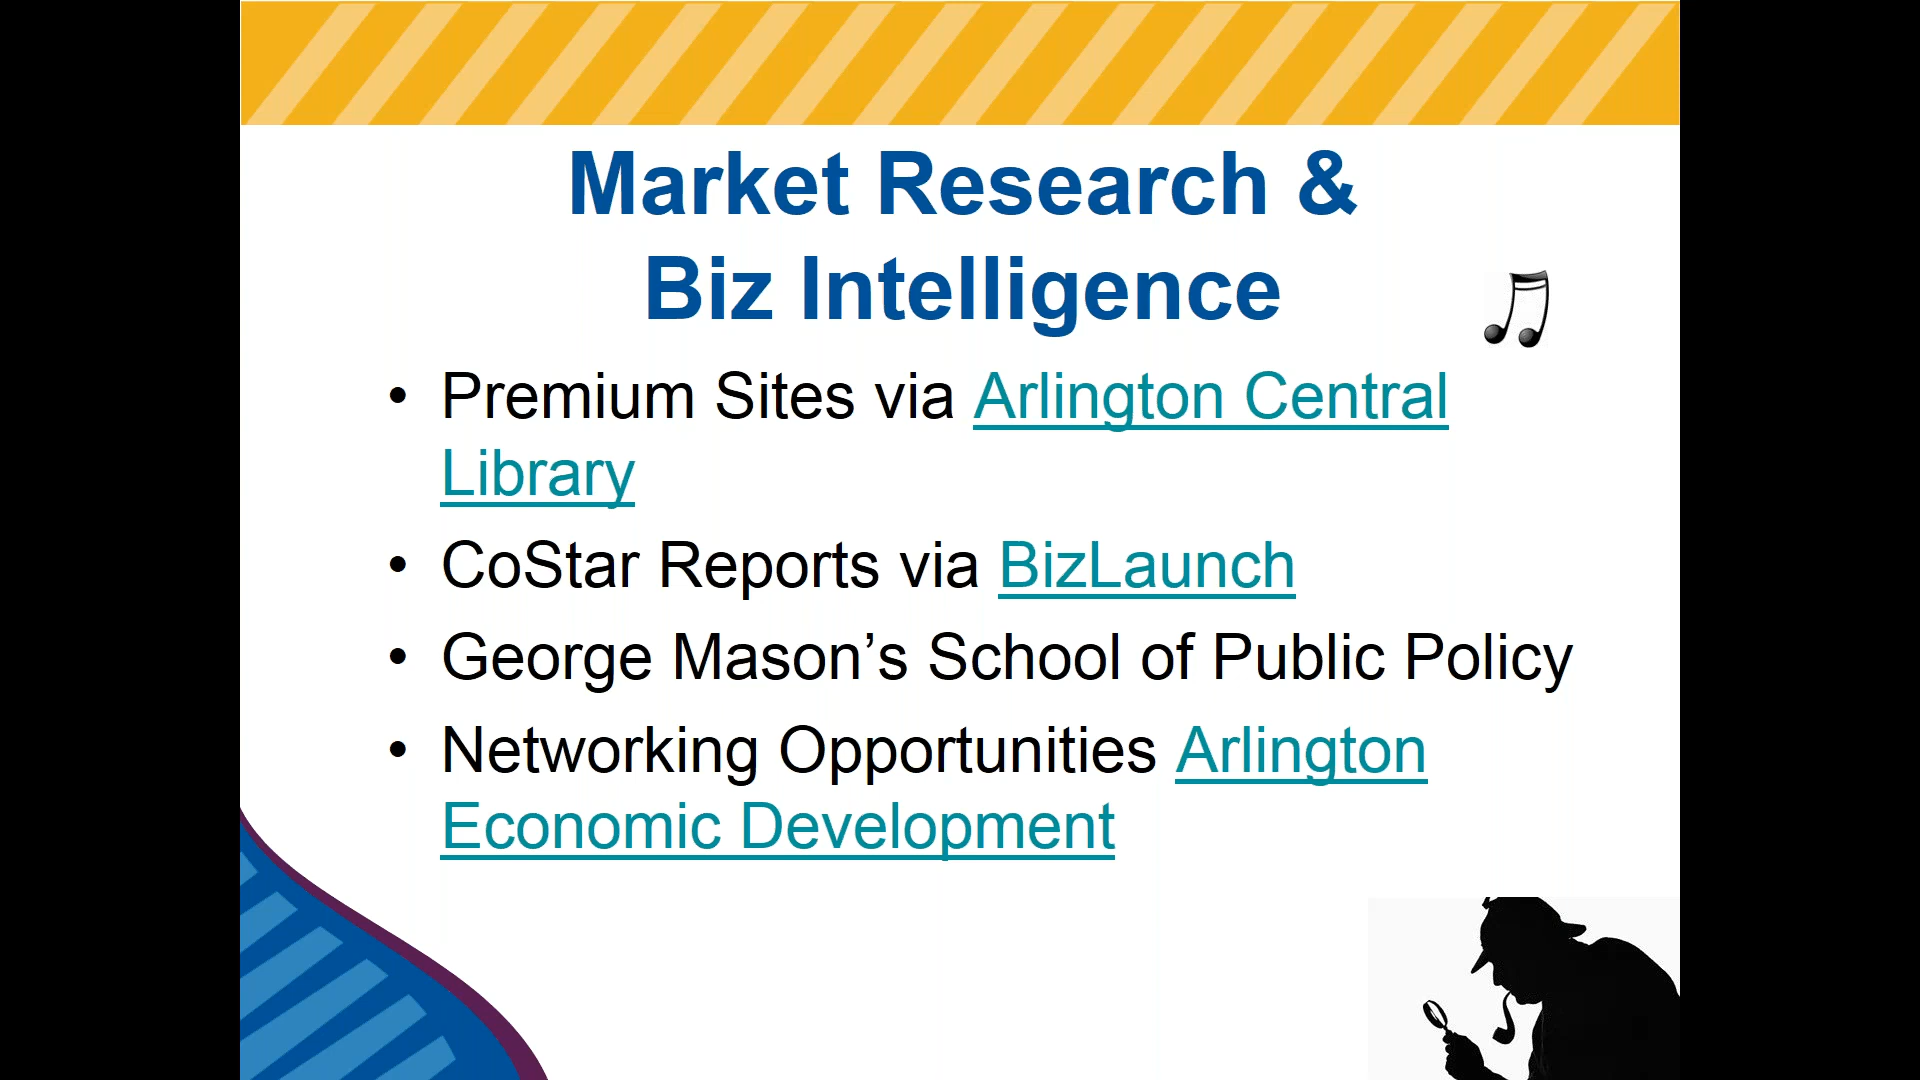 Market Research &
Biz Intelligence
• Premium Sites via Arlington Central
Library
• CoStar Reports via BizLaunch
• George Mason’s School of Public Policy
• Networking Opportunities Arlington
Economic Development